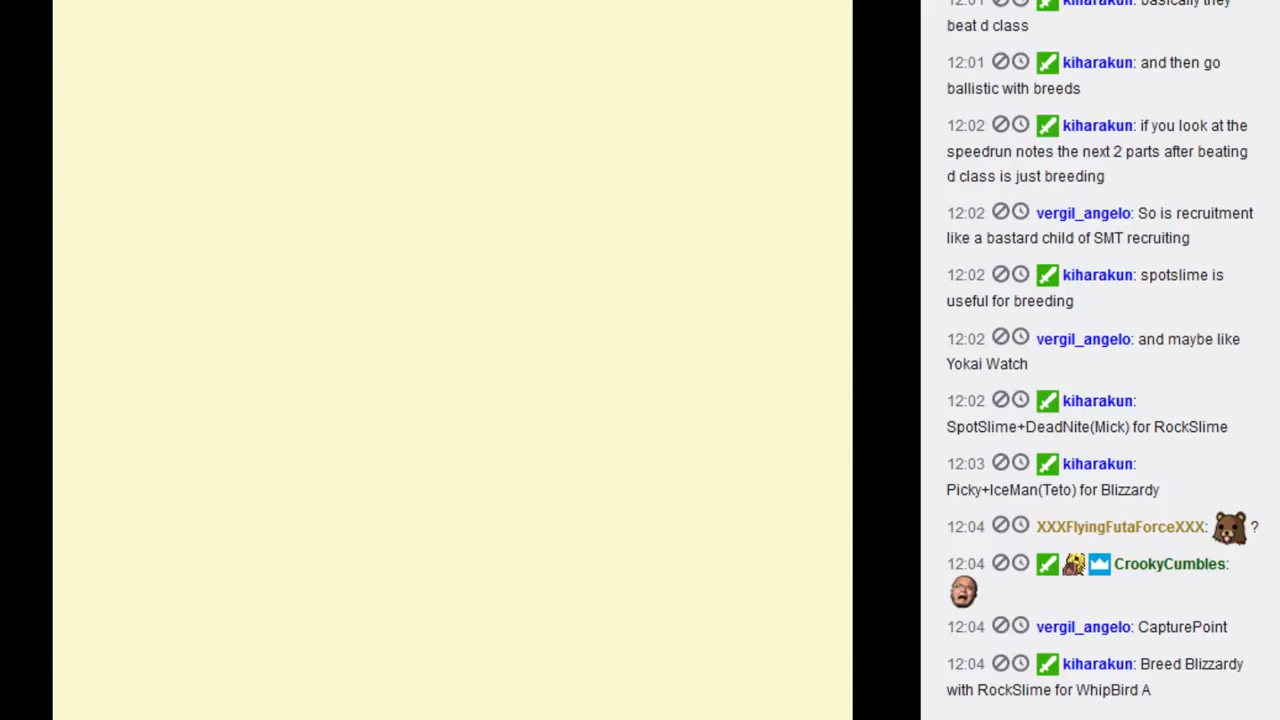 12:01 kiharakun: basically they
beat d class
12:01 kiharakun: and then go
ballistic with breeds
12:02 kiharakun: if you look at the
speedrun notes the next 2 parts after beating
d class is just breeding
12:02 vergil_angelo: So is recruitment
like a bastard child of SMT recruiting
12:02 kiharakun: spotslime is
useful for breeding
12:02 vergil_angelo: and maybe like
Yokai Watch
12:02 kiharakun:
SpotSlime+DeadNite(Mick) for RockSlime
12:03 kiharakun:
Picky+IceMan(Teto) for Blizzardy
12:04 XXXFlyingFutaForceXXX: ?
12:04 CrookyCumbles:
12:04 vergil_angelo: CapturePoint
12:04 kiharakun: Breed Blizzardy
with RockSlime for WhipBird A